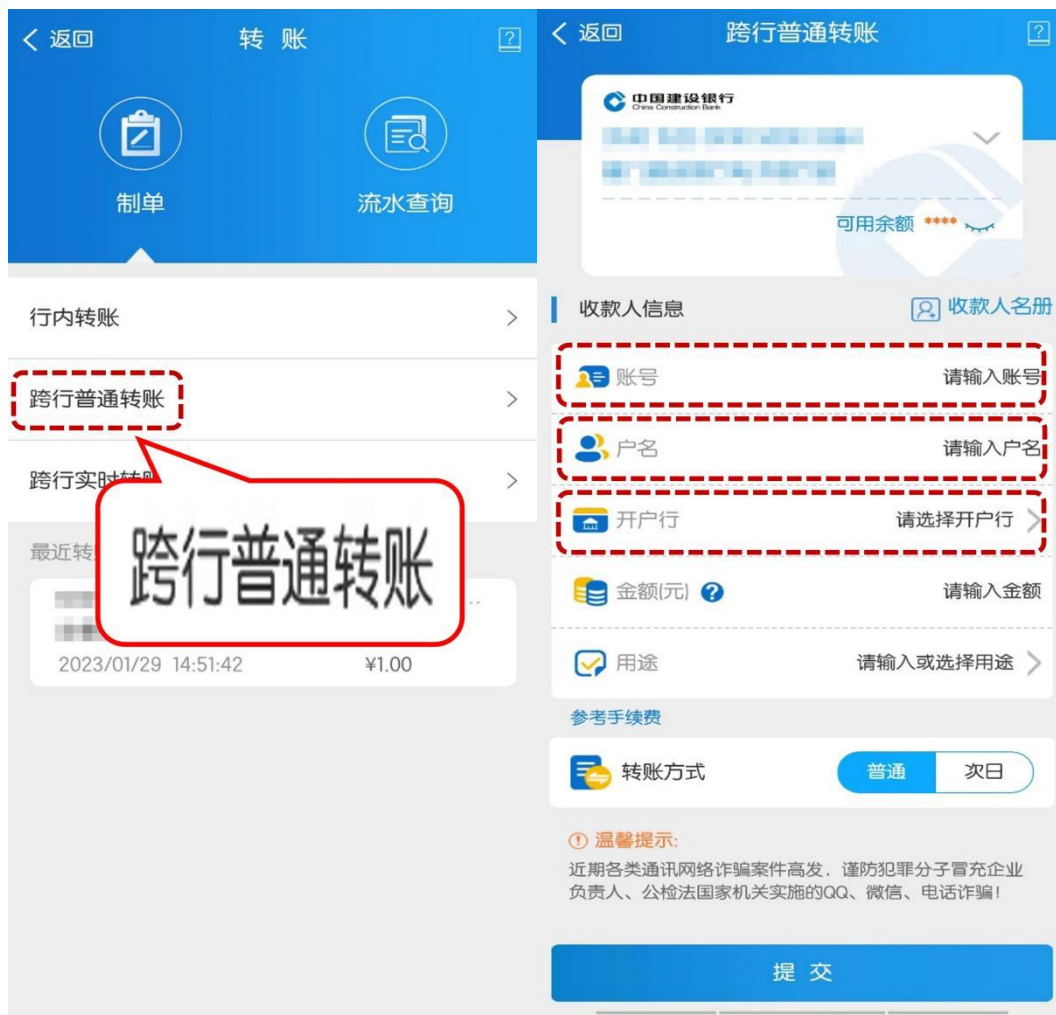 返回
转 账
?
制单
流水查询
行内转账
跨行普通转账
跨行实时转账
跨行普通转账
最近转
..
2023/01/29 14:51:42
¥1.00
返回
跨行普通转账
?
中国建设银行
China Construction Bank
可用余额 ****
收款人信息
收款人名册
账号
请输入账号
户名
请输入户名
开户行
请选择开户行
金额(元) ?
请输入金额
用途
请输入或选择用途
参考手续费
转账方式
普通
次日
温馨提示:
近期各类通讯网络诈骗案件高发，谨防犯罪分子冒充企业
负责人、公检法国家机关实施的QQ、微信、电话诈骗!
提 交